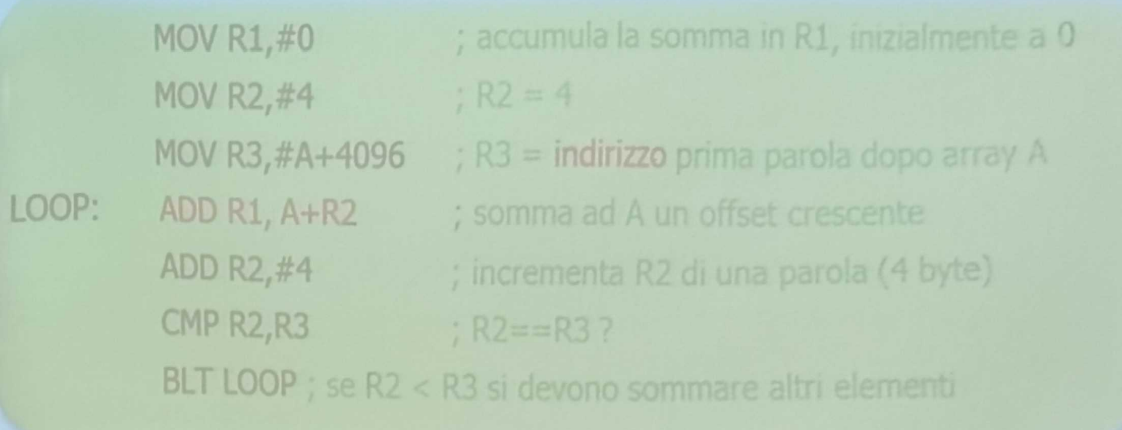 MOV R1,#0 ; accumula la somma in R1, inizialmente a 0
MOV R2,#4 ; R2 = 4
MOV R3,#A+4096 ; R3 = indirizzo prima parola dopo array A
LOOP: ADD R1, A+R2 ; somma ad A un offset crescente
ADD R2,#4 ; incrementa R2 di una parola (4 byte)
CMP R2,R3 ; R2==R3 ?
BLT LOOP ; se R2 < R3 si devono sommare altri elementi